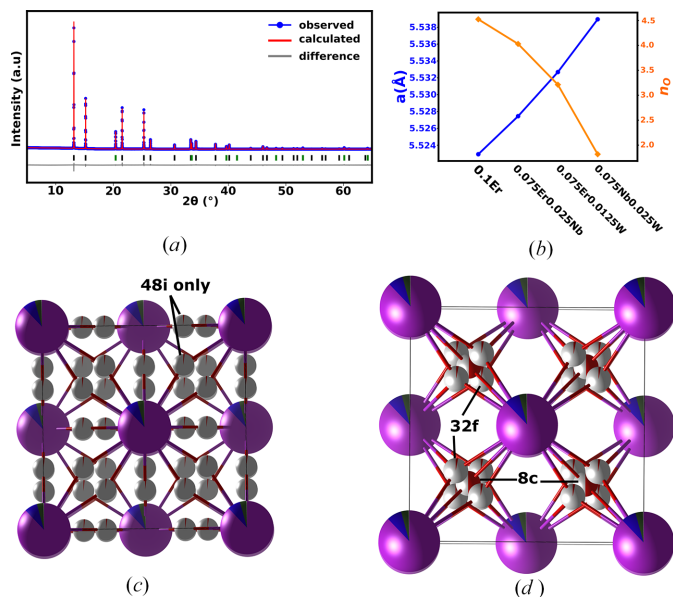 observed
calculated
difference
Intensity (a.u)
10 20 30 40 50 60
2θ (°)
(a)
5.538
5.536
5.534
5.532
5.530
5.528
5.526
5.524
a(Å)
4.5
4.0
3.5
3.0
2.5
2.0
nO
0.1Er
0.075Er0.025Nb
0.075Er0.0125W
0.075Nb0.025W
(b)
48i only
(c)
32f
8c
(d)